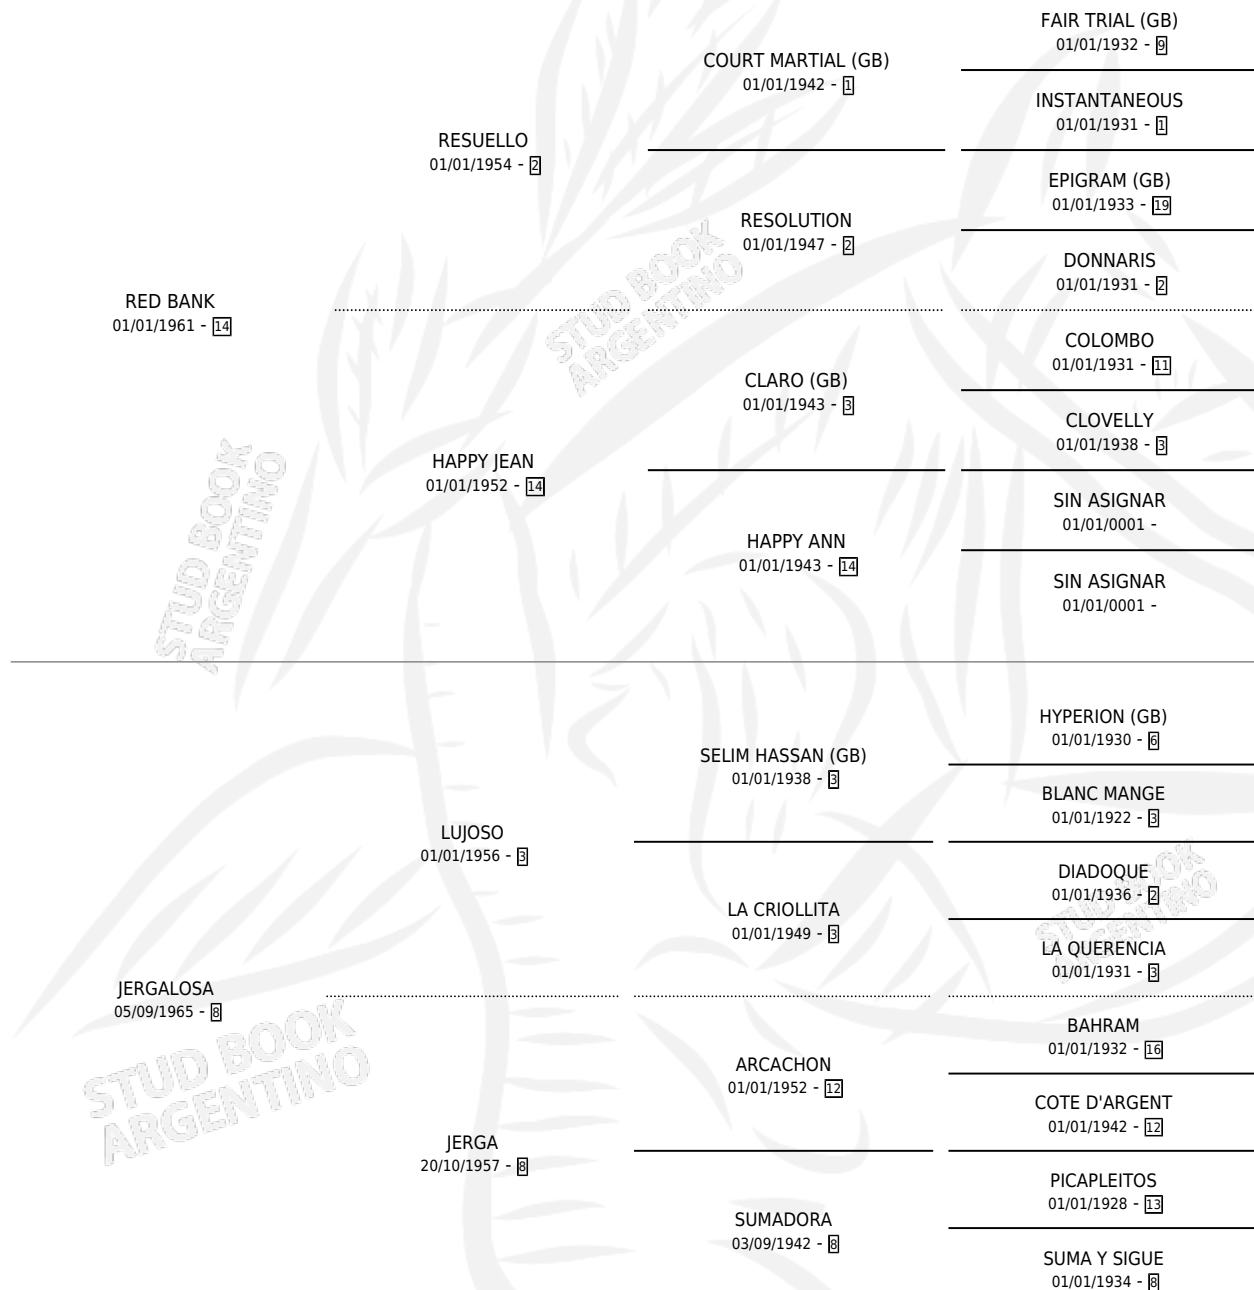 FAIR TRIAL (GB)
01/01/1932 - 9
COURT MARTIAL (GB)
01/01/1942 - 1
INSTANTANEOUS
01/01/1931 - 1
RESUELLO
01/01/1954 - 2
EPIGRAM (GB)
01/01/1933 - 19
RESOLUTION
01/01/1947 - 2
DONNARIS
01/01/1931 - 2
RED BANK
01/01/1961 - 14
COLOMBO
01/01/1931 - 11
CLARO (GB)
01/01/1943 - 3
CLOVELLY
01/01/1938 - 3
HAPPY JEAN
01/01/1952 - 14
SIN ASIGNAR
01/01/0001 -
HAPPY ANN
01/01/1943 - 14
SIN ASIGNAR
01/01/0001 -
HYPERION (GB)
01/01/1930 - 6
SELIM HASSAN (GB)
01/01/1938 - 3
BLANC MANGE
01/01/1922 - 3
LUJOSO
01/01/1956 - 3
DIADOQUE
01/01/1936 - 2
LA CRIOLLITA
01/01/1949 - 3
LA QUERENCIA
01/01/1931 - 3
JERGALOSA
05/09/1965 - 8
BAHRAM
01/01/1932 - 16
ARCACHON
01/01/1952 - 12
COTE D'ARGENT
01/01/1942 - 12
JERGA
20/10/1957 - 8
PICAPLEITOS
01/01/1928 - 13
SUMADORA
03/09/1942 - 8
SUMA Y SIGUE
01/01/1934 - 8
STUD BOOK
ARGENTINO
STUD BOOK
ARGENTINO
STUD BOOK
ARGENTINO
STUD BOOK
ARGENTINO